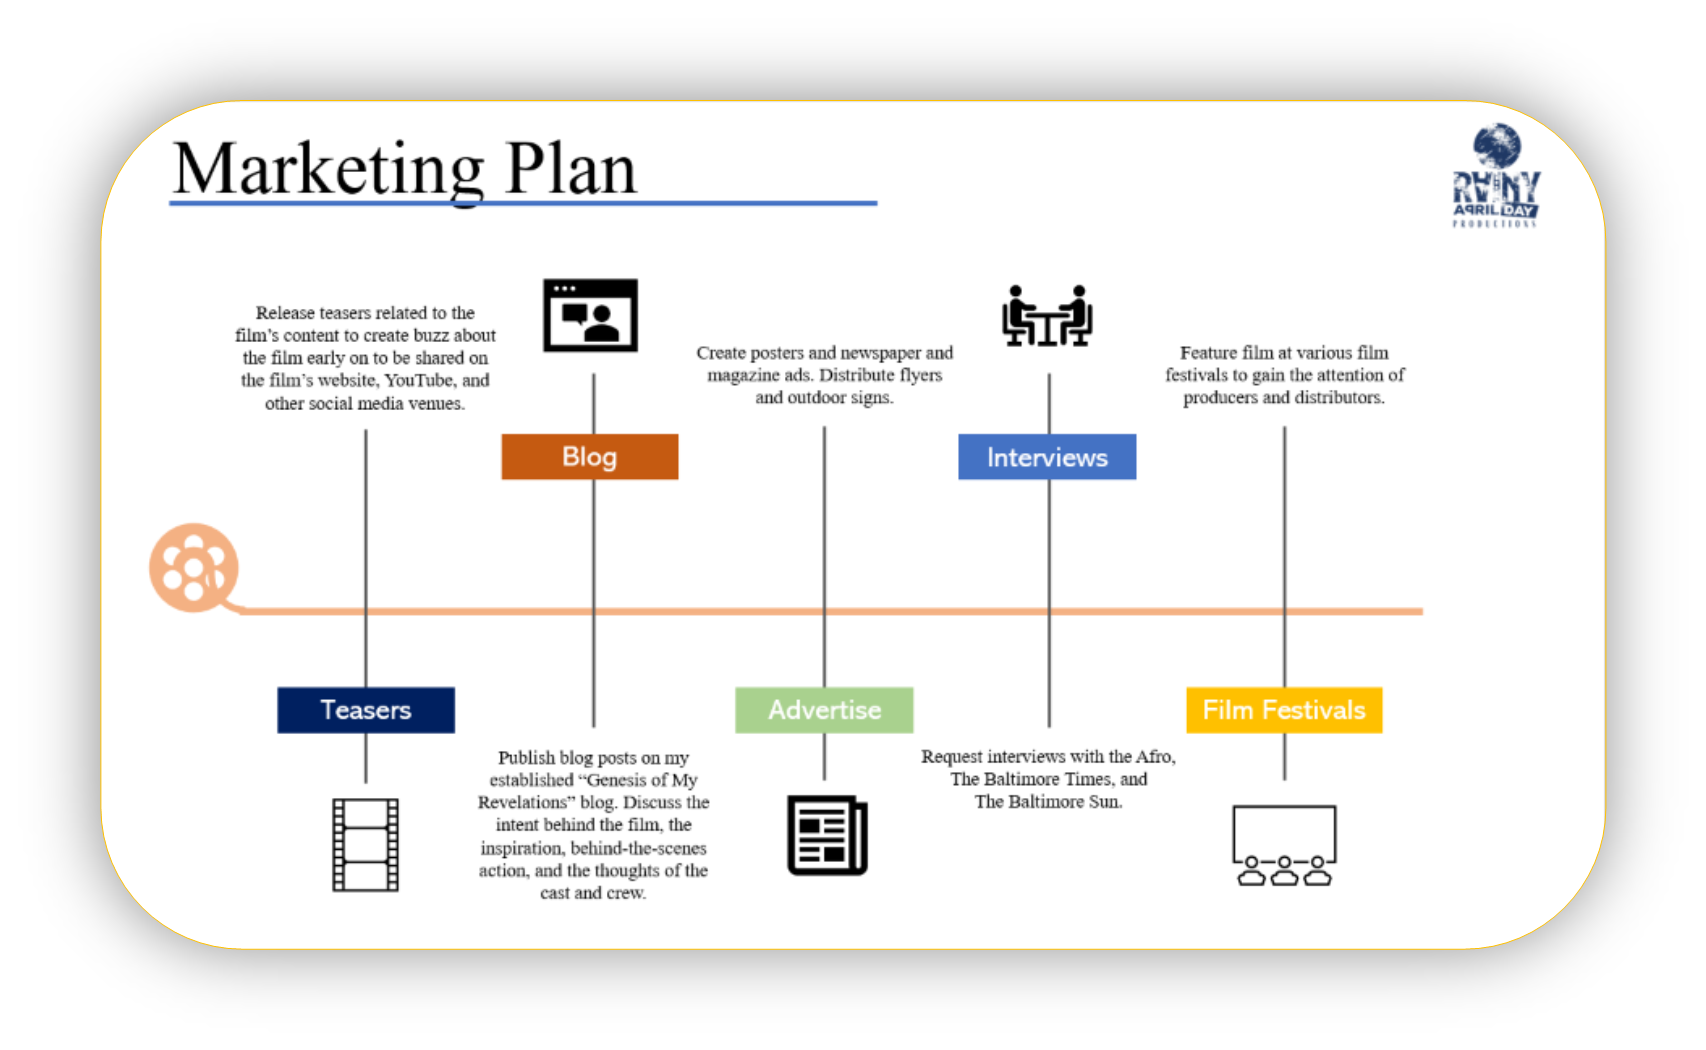 Marketing Plan
RAINY
APRIL DAY
PRODUCTIONS
Release teasers related to the
film’s content to create buzz about
the film early on to be shared on
the film’s website, YouTube, and
other social media venues.
Teasers
Blog
Publish blog posts on my
established “Genesis of My
Revelations” blog. Discuss the
intent behind the film, the
inspiration, behind-the-scenes
action, and the thoughts of the
cast and crew.
Create posters and newspaper and
magazine ads. Distribute flyers
and outdoor signs.
Advertise
Interviews
Request interviews with the Afro,
The Baltimore Times, and
The Baltimore Sun.
Feature film at various film
festivals to gain the attention of
producers and distributors.
Film Festivals